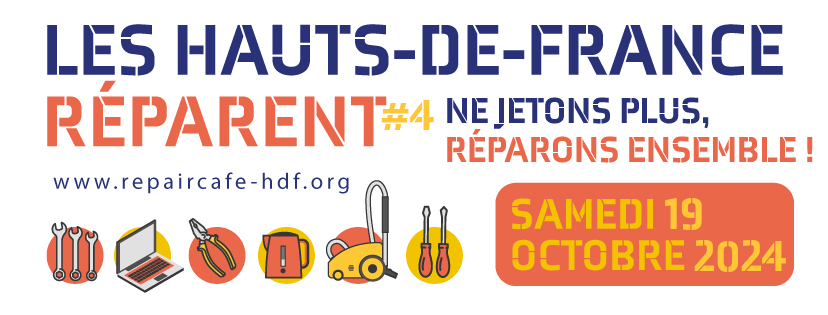 LES HAUTS-DE-FRANCE
RÉPARENT#4
NE JETONS PLUS,
RÉPARONS ENSEMBLE !
www.repaircafe-hdf.org
SAMEDI 19
OCTOBRE 2024